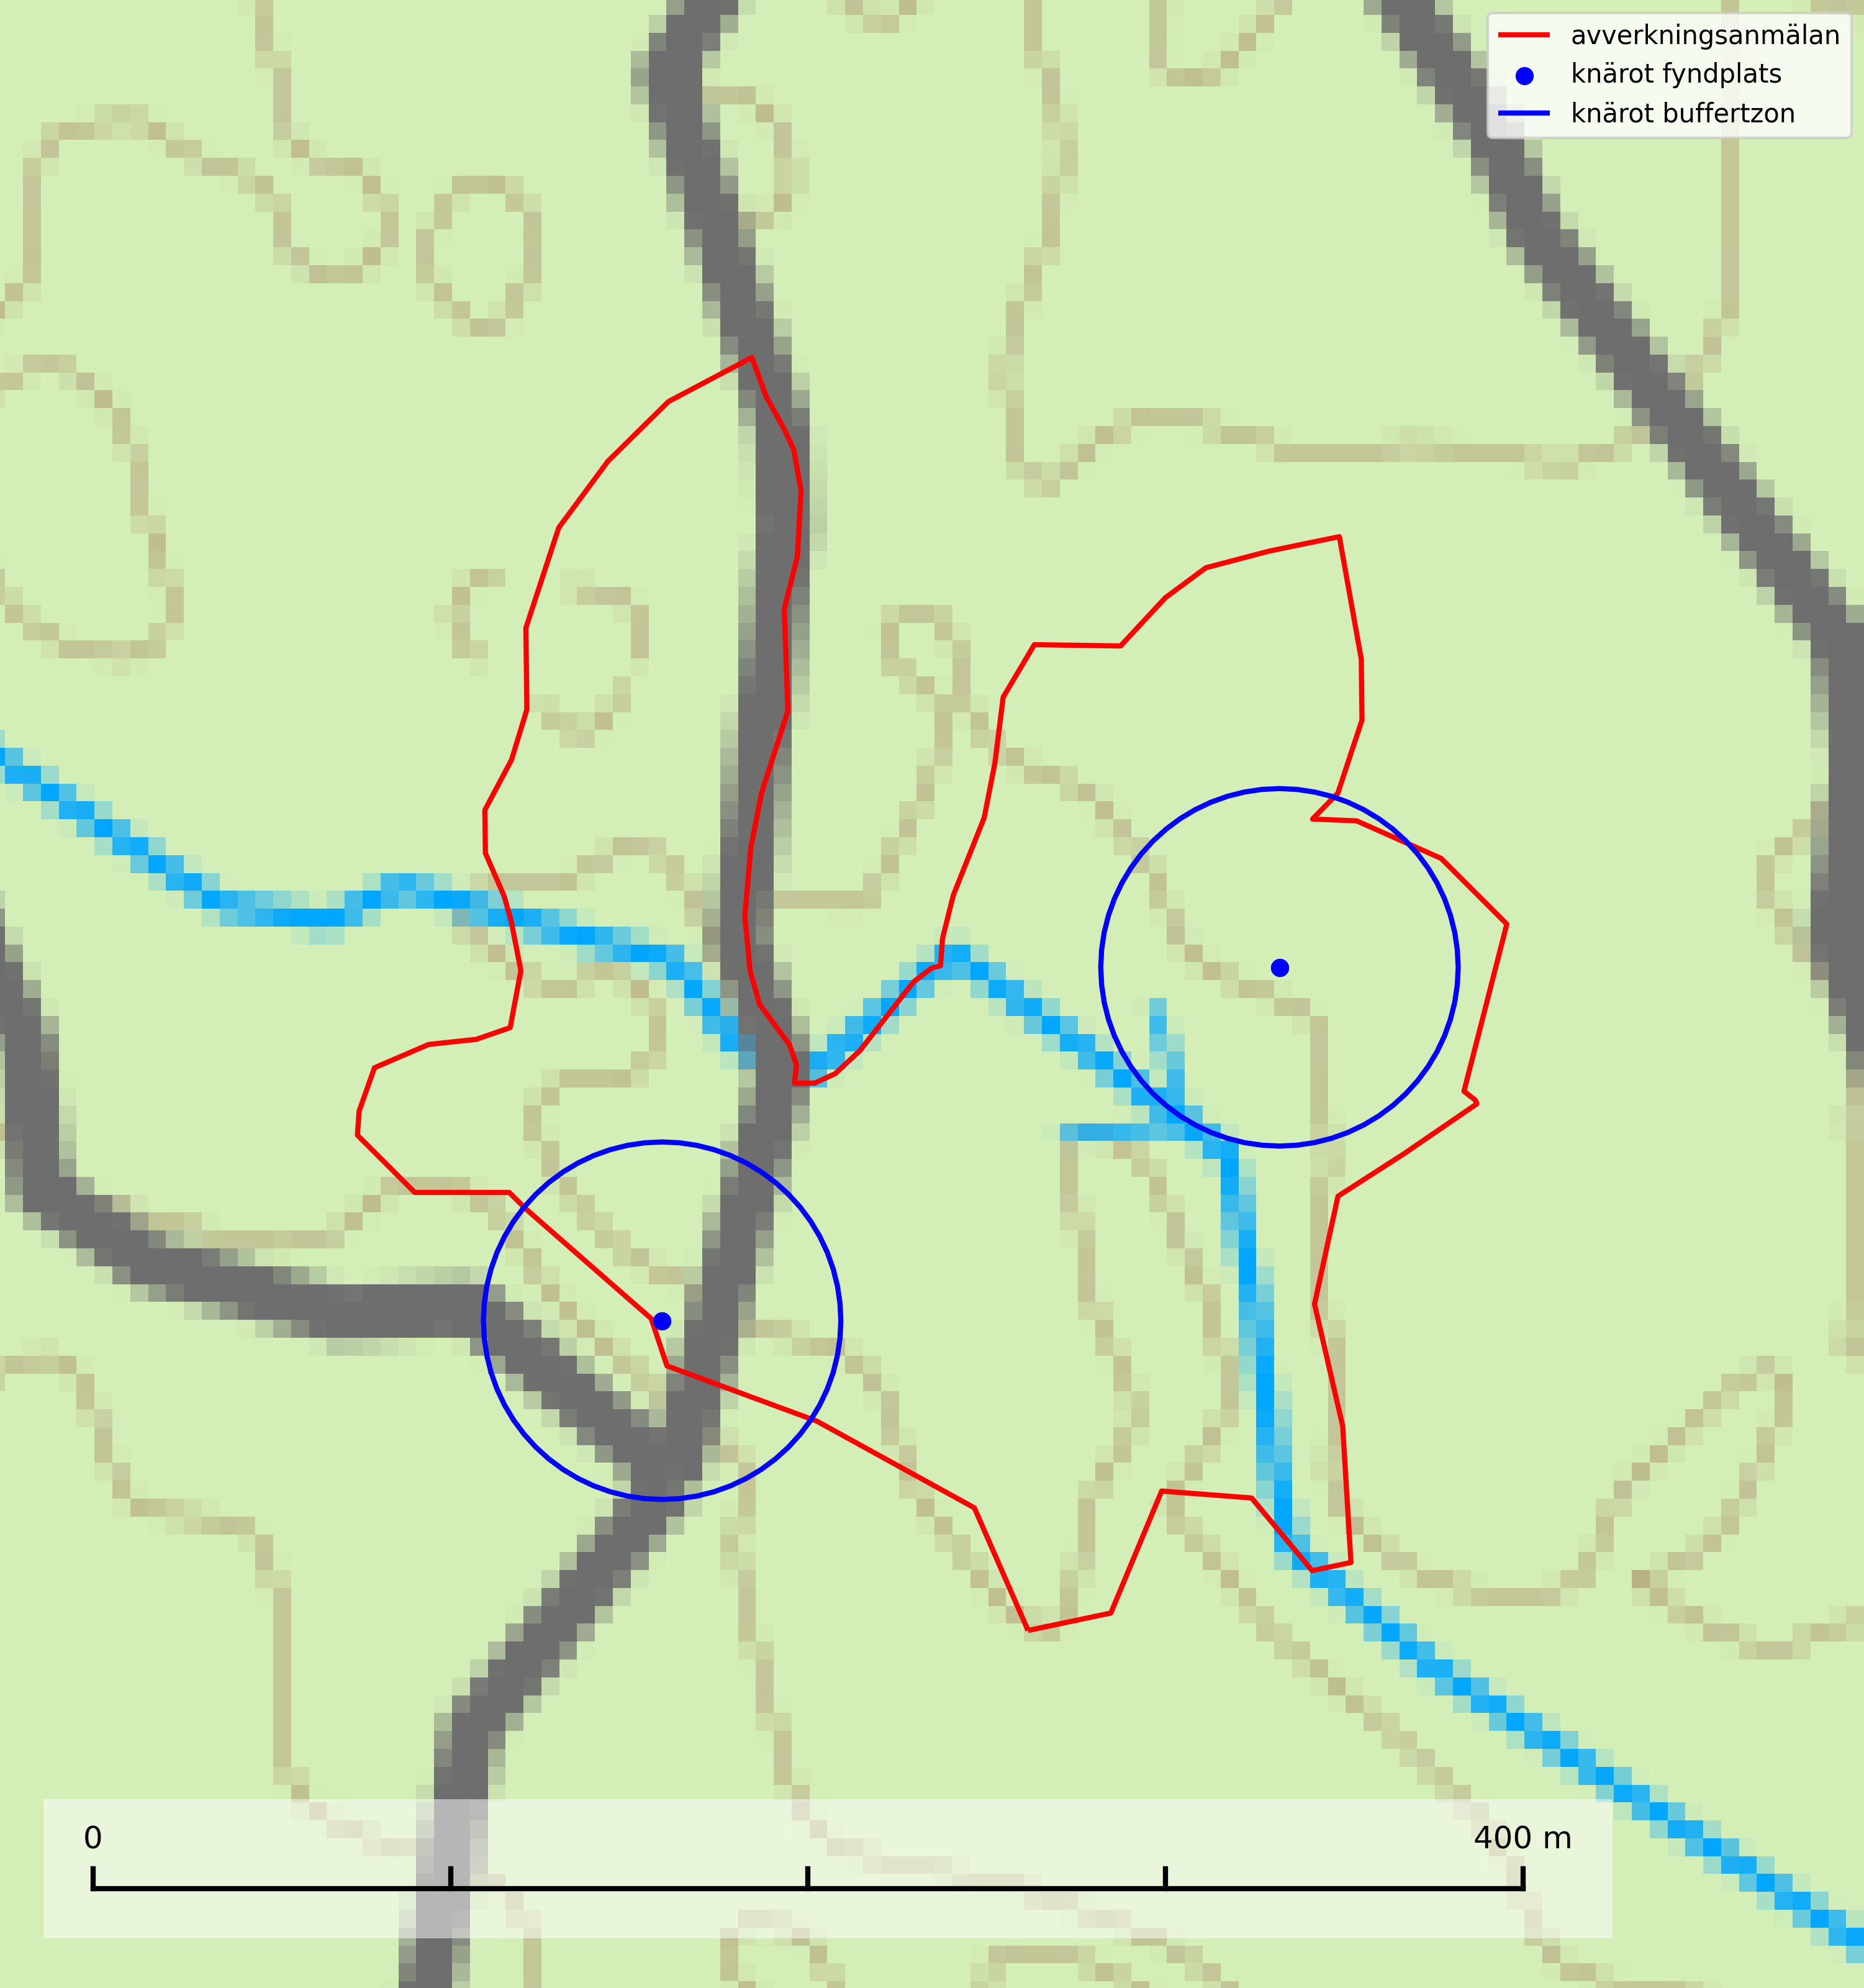 avverkningsanmälan
knärot fyndplats
knärot buffertzon
0
400 m